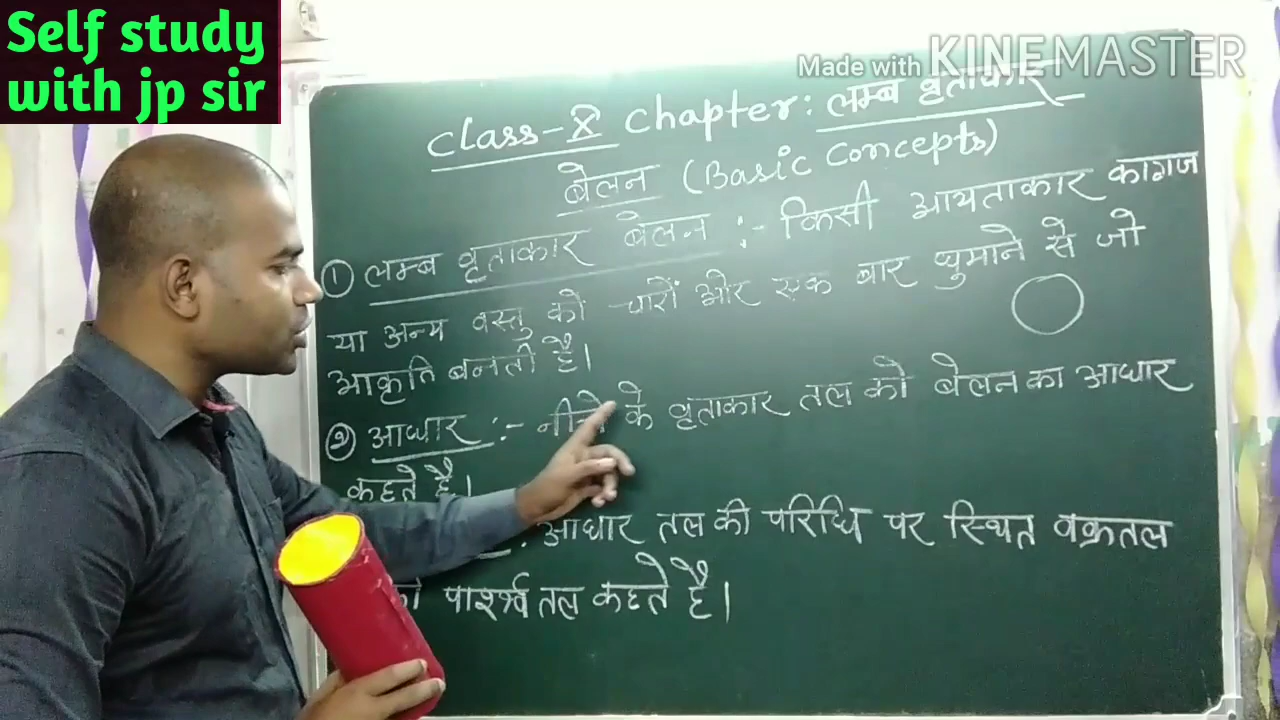 Self study
with jp sir
Made with KINEMASTER
Class-X Chapter: लम्ब वृताकार
बेलन (Basic Concepts)
① लम्ब वृताकार बेलन :- किसी आयताकार कागज
या अन्य वस्तु को चारों ओर एक बार घुमाने से जो
आकृति बनती है।
② आधार :- नीचे के वृताकार तल को बेलन का आधार
कहते है।
आधार तल की परिधि पर स्थित वक्रतल
को पार्श्व तल कहते है।